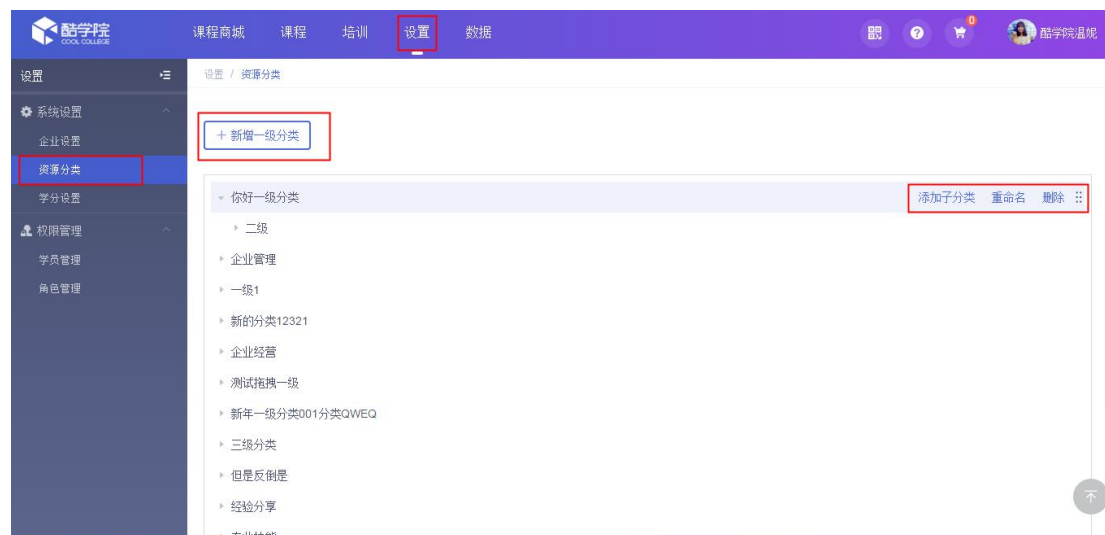 酷学院
COOL COLLEGE
课程商城 课程 培训 设置 数据
0
酷学院温妮
设置
设置 / 资源分类
系统设置
企业设置
资源分类
学分设置
权限管理
学员管理
角色管理
+ 新增一级分类
你好一级分类 添加子分类 重命名 删除
二级
企业管理
一级1
新的分类12321
企业经营
测试拖拽一级
新年一级分类001分类QWEQ
三级分类
但是反倒是
经验分享